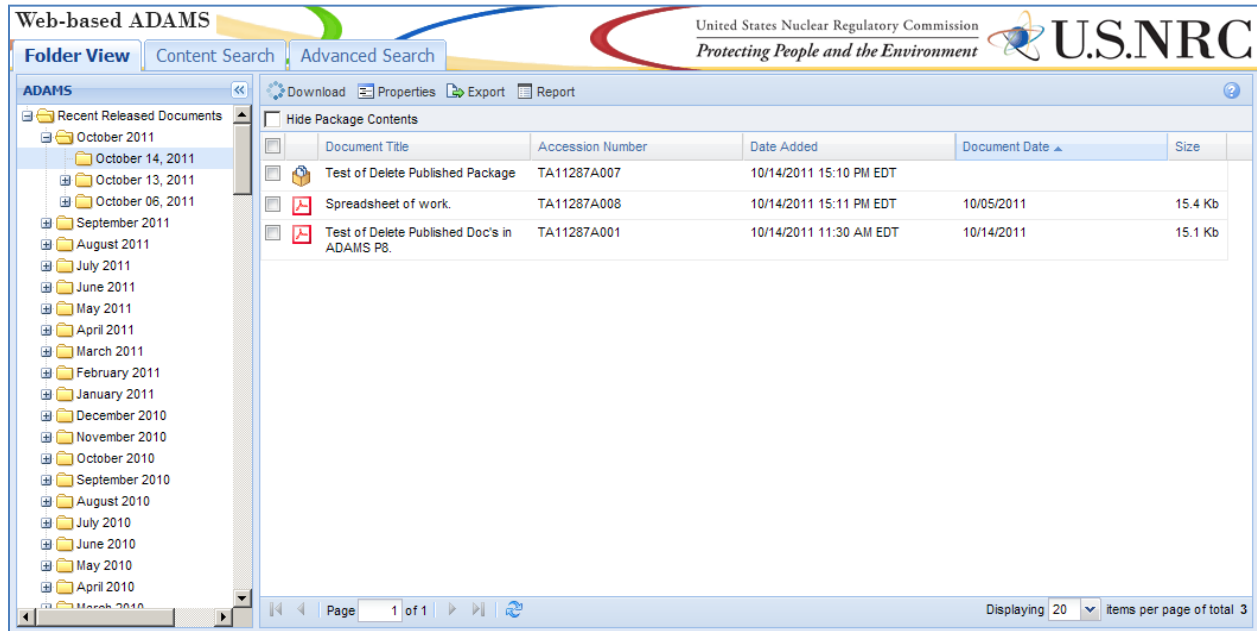 Web-based ADAMS
United States Nuclear Regulatory Commission
Protecting People and the Environment
U.S.NRC
Folder View Content Search Advanced Search
ADAMS
Recent Released Documents
October 2011
October 14, 2011
October 13, 2011
October 06, 2011
September 2011
August 2011
July 2011
June 2011
May 2011
April 2011
March 2011
February 2011
January 2011
December 2010
November 2010
October 2010
September 2010
August 2010
July 2010
June 2010
May 2010
April 2010
March 2010
Download Properties Export Report
Hide Package Contents
Document Title Accession Number Date Added Document Date Size
Test of Delete Published Package TA11287A007 10/14/2011 15:10 PM EDT
Spreadsheet of work. TA11287A008 10/14/2011 15:11 PM EDT 10/05/2011 15.4 Kb
Test of Delete Published Doc's in TA11287A001 10/14/2011 11:30 AM EDT 10/14/2011 15.1 Kb
ADAMS P8.
Page 1 of 1 Displaying 20 items per page of total 3